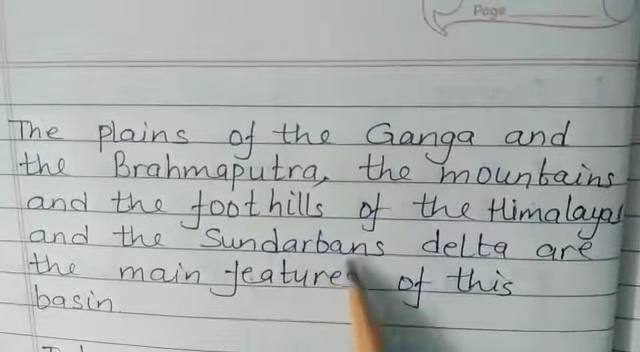 Page
The plains of the Ganga and
the Brahmaputra, the mountains
and the foothills of the Himalayas
and the Sundarbans delta are
the main features of this
basin.